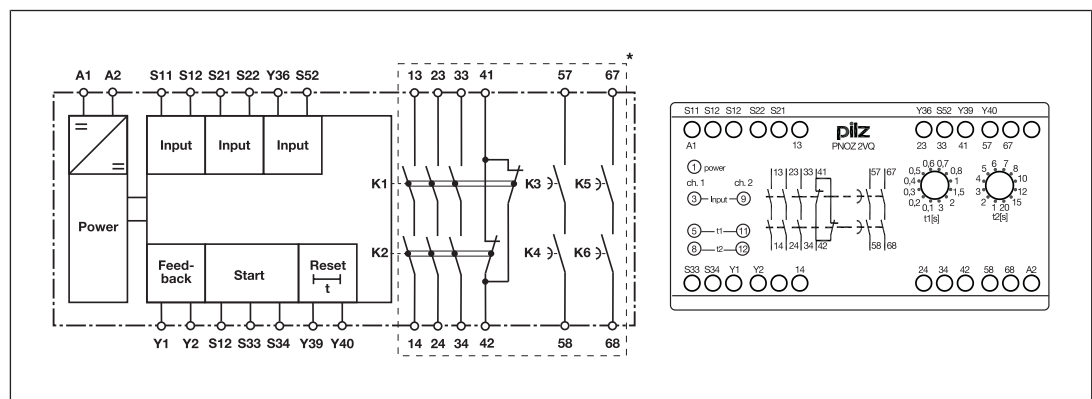 *
A1 A2 S11 S12 S21 S22 Y36 S52 13 23 33 41 57 67
Input Input Input
Power
K1 K3 K5
K2 K4 K6
Feed-
back
Start
Reset
t
Y1 Y2 S12 S33 S34 Y39 Y40 14 24 34 42 58 68
S11 S12 S12 S22 S21 Y36 S52 Y39 Y40
A1 13 23 33 41 57 67
pilz
PNOZ 2VQ
1 power
ch. 1 ch. 2
3 Input 9
5 t1 11
8 t2 12
13 23 33 41 57 67
14 24 34 42 58 68
0,1 0,2 0,3 0,4 0,5 0,6 0,7 0,8 1 1,5 2 3
t1[s]
1 2 3 4 5 6 7 8 10 12 15 20
t2[s]
S33 S34 Y1 Y2 14 24 34 42 58 68 A2